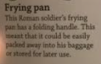 Frying pan
This Roman soldier's frying
pan has a folding handle. This
meant that it could be easily
packed away into his baggage
or stored for later use.